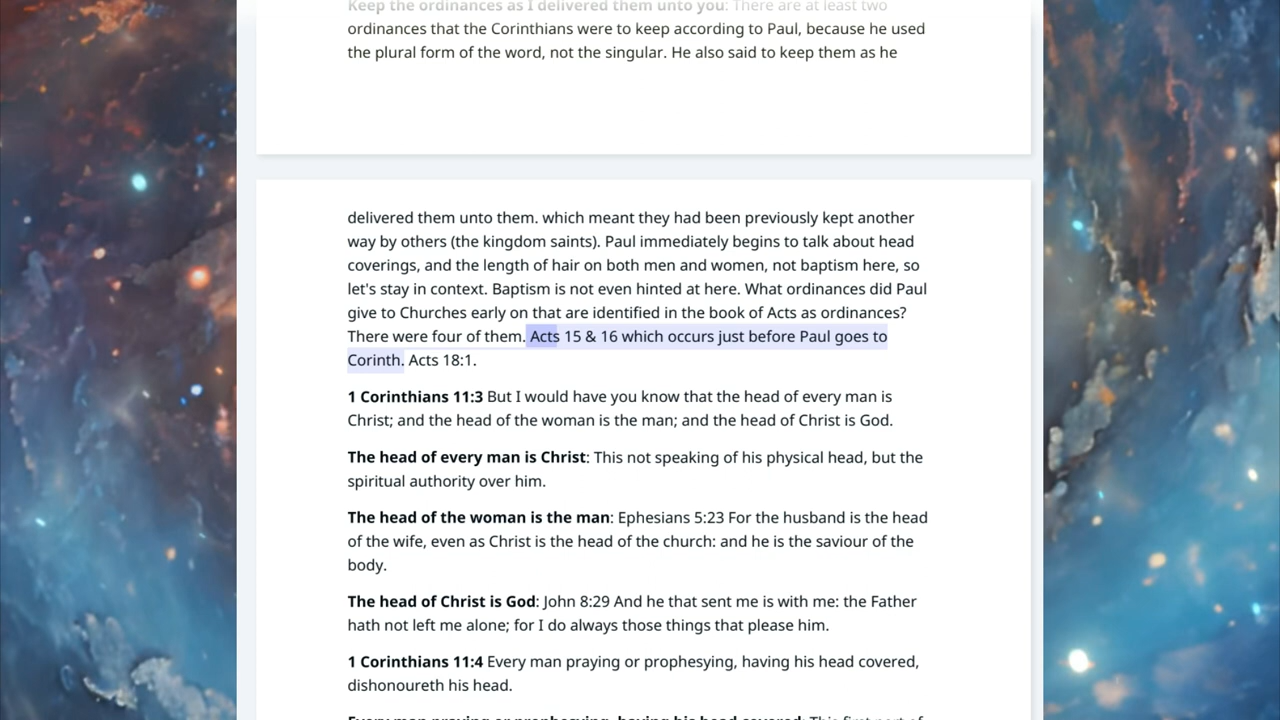 Keep the ordinances as I delivered them unto you: There are at least two
ordinances that the Corinthians were to keep according to Paul, because he used
the plural form of the word, not the singular. He also said to keep them as he
delivered them unto them. which meant they had been previously kept another
way by others (the kingdom saints). Paul immediately begins to talk about head
coverings, and the length of hair on both men and women, not baptism here, so
let's stay in context. Baptism is not even hinted at here. What ordinances did Paul
give to Churches early on that are identified in the book of Acts as ordinances?
There were four of them. Acts 15 & 16 which occurs just before Paul goes to
Corinth. Acts 18:1.
1 Corinthians 11:3 But I would have you know that the head of every man is
Christ; and the head of the woman is the man; and the head of Christ is God.
The head of every man is Christ: This not speaking of his physical head, but the
spiritual authority over him.
The head of the woman is the man: Ephesians 5:23 For the husband is the head
of the wife, even as Christ is the head of the church: and he is the saviour of the
body.
The head of Christ is God: John 8:29 And he that sent me is with me: the Father
hath not left me alone; for I do always those things that please him.
1 Corinthians 11:4 Every man praying or prophesying, having his head covered,
dishonoureth his head.
Every man praying or prophesying, having his head covered: This first part of